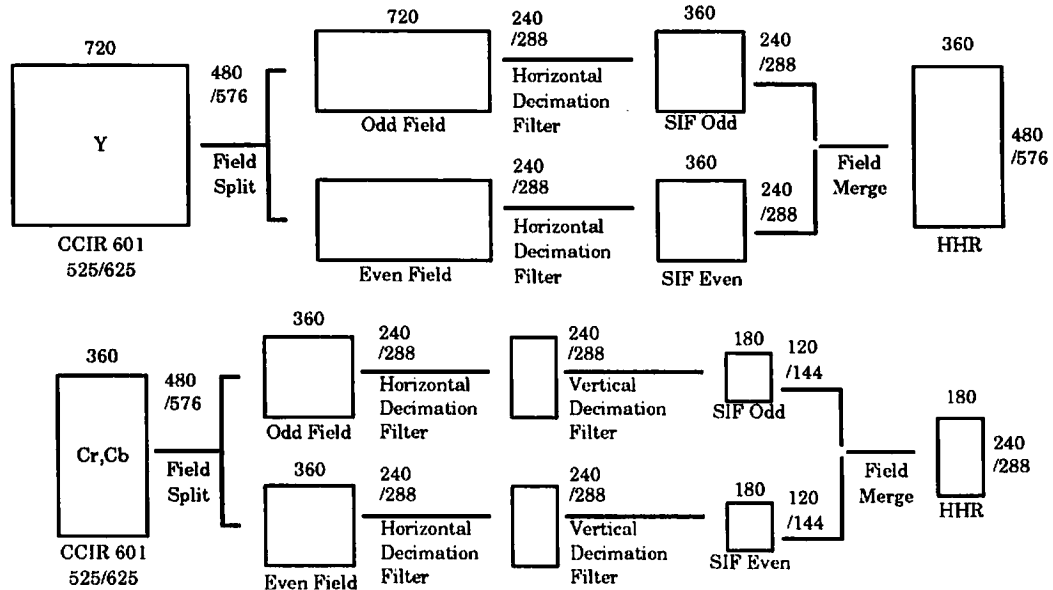 720
Y
CCIR 601
525/625
480
/576
Field
Split
720
Odd Field
Even Field
240
/288
Horizontal
Decimation
Filter
240
/288
Horizontal
Decimation
Filter
360
SIF Odd
360
SIF Even
240
/288
240
/288
Field
Merge
360
480
/576
HHR
360
Cr,Cb
CCIR 601
525/625
480
/576
Field
Split
360
Odd Field
360
Even Field
240
/288
Horizontal
Decimation
Filter
240
/288
Horizontal
Decimation
Filter
240
/288
Vertical
Decimation
Filter
240
/288
Vertical
Decimation
Filter
180
SIF Odd
180
SIF Even
120
/144
120
/144
Field
Merge
180
240
/288
HHR